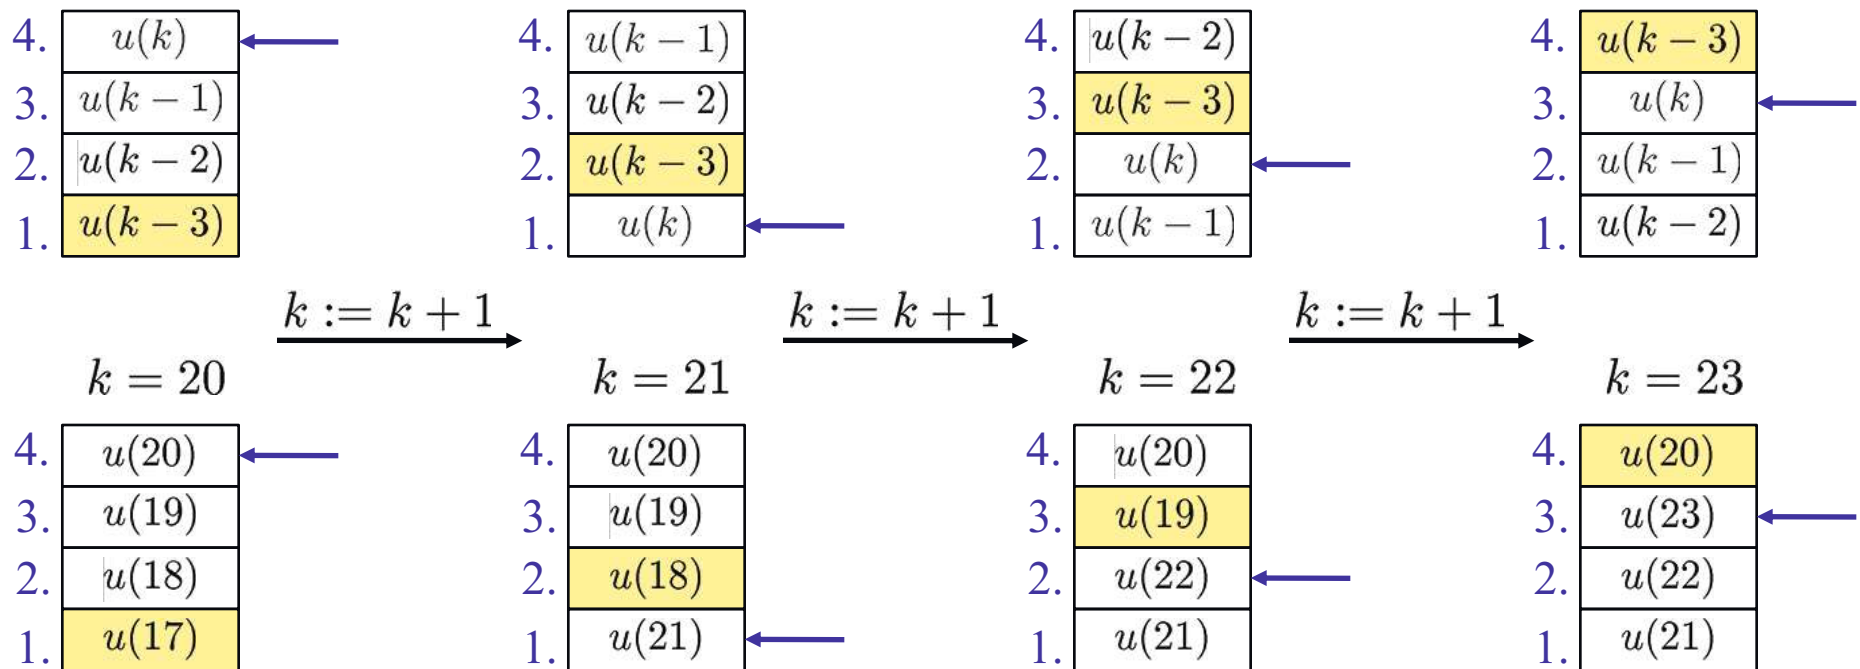 4. u(k) 4. u(k − 1) 4. u(k − 2) 4. u(k − 3)
3. u(k − 1) 3. u(k − 2) 3. u(k − 3) 3. u(k)
2. u(k − 2) 2. u(k − 3) 2. u(k) 2. u(k − 1)
1. u(k − 3) 1. u(k) 1. u(k − 1) 1. u(k − 2)
k := k + 1 k := k + 1 k := k + 1
k = 20 k = 21 k = 22 k = 23
4. u(20) 4. u(20) 4. u(20) 4. u(20)
3. u(19) 3. u(19) 3. u(19) 3. u(23)
2. u(18) 2. u(18) 2. u(22) 2. u(22)
1. u(17) 1. u(21) 1. u(21) 1. u(21)